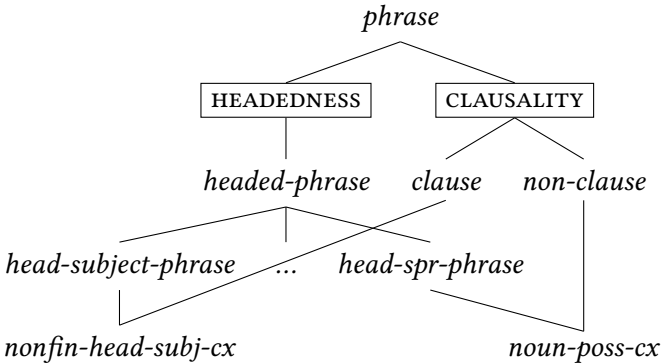 phrase
HEADEDNESS CLAUSALITY
headed-phrase clause non-clause
head-subject-phrase ... head-spr-phrase
nonfin-head-subj-cx noun-poss-cx